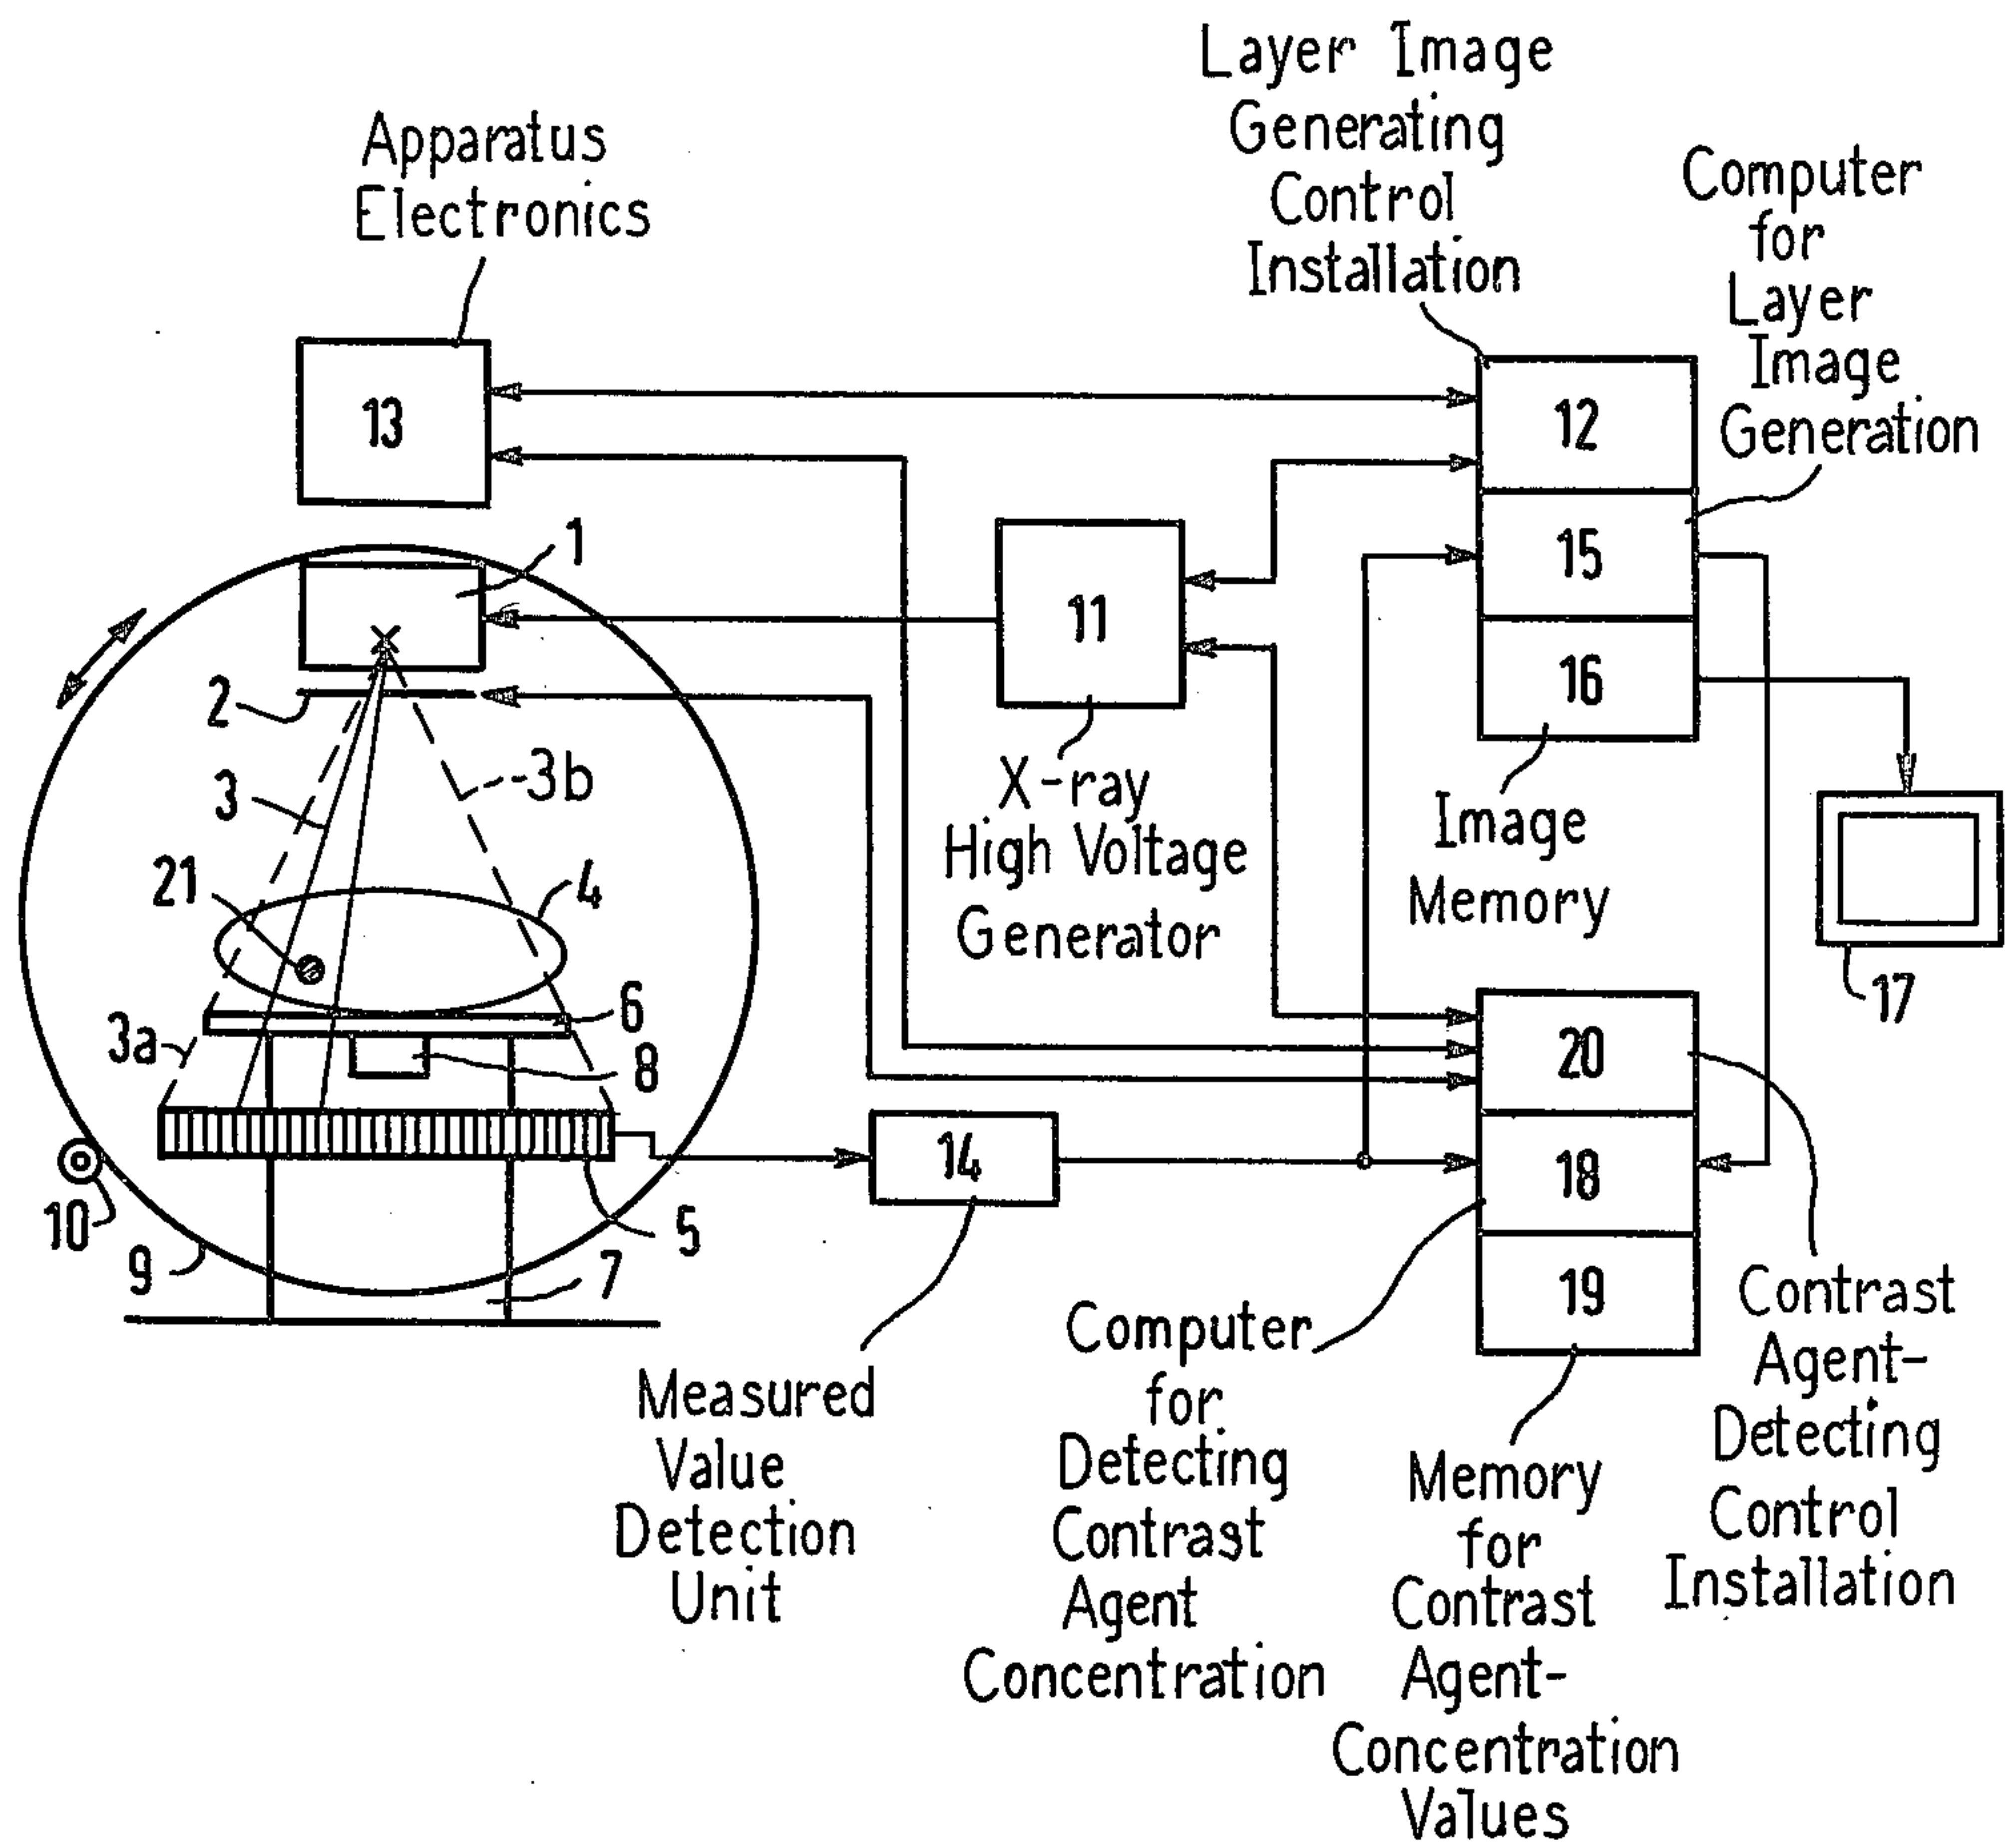 Layer Image
Generating
Control
Installation
Apparatus
Electronics
Computer
for
Layer
Image
Generation
13
12
15
16
11
1
2
3
3b
21
4
6
3a
8
10
9
5
7
X-ray
High Voltage
Generator
Image
Memory
17
14
20
18
19
Measured
Value
Detection
Unit
Computer
for
Detecting
Contrast
Agent
Concentration
Memory
for
Contrast
Agent-
Concentration
Values
Contrast
Agent-
Detecting
Control
Installation